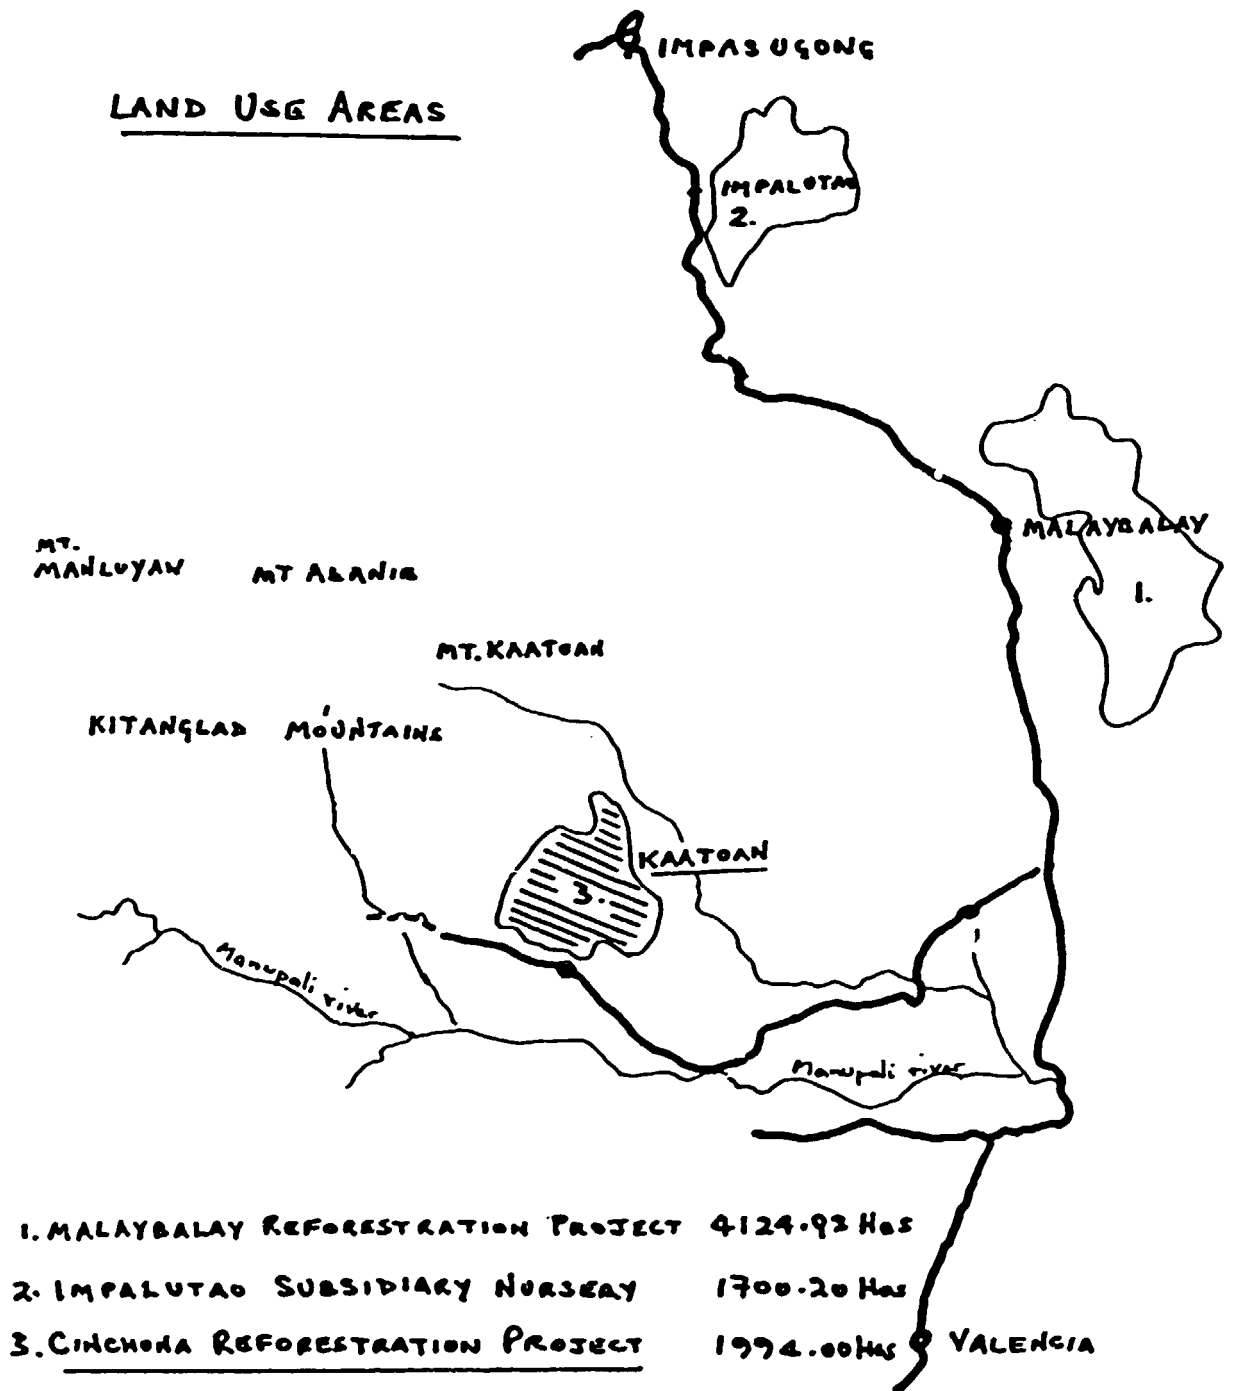 IMPASUGONG
LAND USE AREAS
IMPALUTAO
2.
MALAYBALAY
1.
MT.
MANLUYAW
MT ALANIB
MT. KAATOAN
KITANGLAD MOUNTAINS
KAATOAN
3.
Manupali river
Manupali river
1. MALAYBALAY REFORESTRATION PROJECT 4124.93 Has
2. IMPALUTAO SUBSIDIARY NURSERY 1700.20 Has
3. CINCHONA REFORESTRATION PROJECT 1994.00 Has
VALENCIA